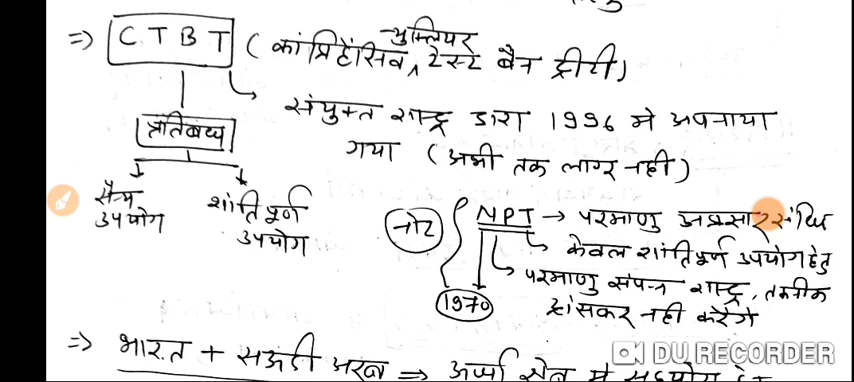 ⇒ CTBT (कांप्रिहेंसिव ^ न्युक्लियर टेस्ट बैन ट्रीटी)
संयुक्त राष्ट्र द्वारा 1996 मे अपनाया
गया (अभी तक लागू नही)
प्रतिबन्ध
सैन्य उपयोग
शांतिपूर्ण उपयोग
नोट { NPT → परमाणु अप्रसार संधि
केवल शांतिपूर्ण उपयोग हेतु
परमाणु संपन्न राष्ट्र, तकनीक
ट्रांसफर नही करेंगे
1970
⇒ भारत + सऊदी अरब ⇒ ऊर्जा क्षेत्र में सहयोग हेतु
DU RECORDER